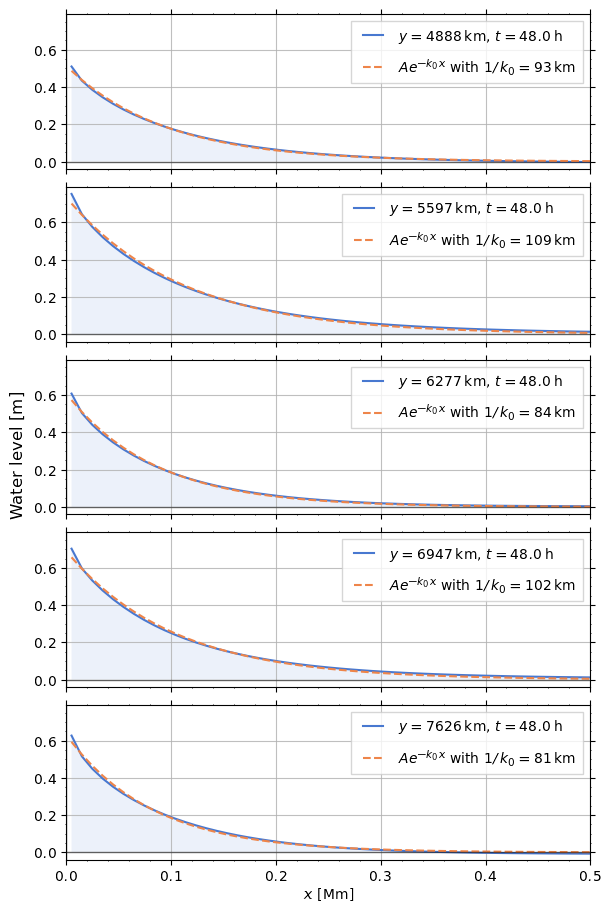 0.6
0.4
0.2
0.0
y = 4888 km, t = 48.0 h
Ae^{-k_0 x} with 1/k_0 = 93 km
0.6
0.4
0.2
0.0
y = 5597 km, t = 48.0 h
Ae^{-k_0 x} with 1/k_0 = 109 km
0.6
0.4
0.2
0.0
y = 6277 km, t = 48.0 h
Ae^{-k_0 x} with 1/k_0 = 84 km
Water level [m]
0.6
0.4
0.2
0.0
y = 6947 km, t = 48.0 h
Ae^{-k_0 x} with 1/k_0 = 102 km
0.6
0.4
0.2
0.0
y = 7626 km, t = 48.0 h
Ae^{-k_0 x} with 1/k_0 = 81 km
0.0 0.1 0.2 0.3 0.4 0.5
x [Mm]